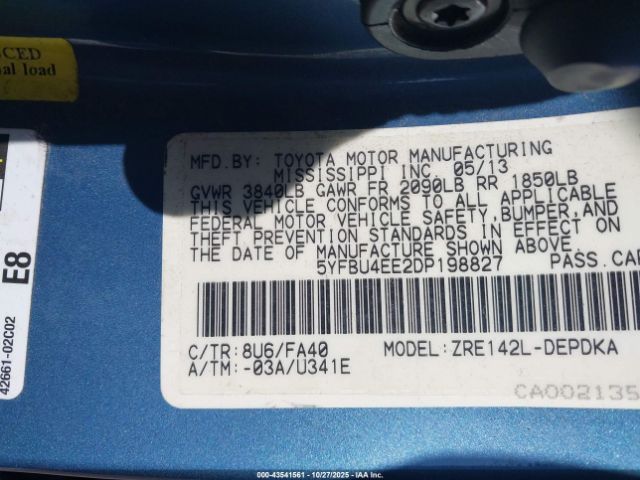 CED
al load
E8
42661-02C02
MFD.BY: TOYOTA MOTOR MANUFACTURING
MISSISSIPPI INC. 05/13
GVWR 3840LB GAWR FR 2090LB RR 1850LB
THIS VEHICLE CONFORMS TO ALL APPLICABLE
FEDERAL MOTOR VEHICLE SAFETY,BUMPER,AND
THEFT PREVENTION STANDARDS IN EFFECT ON
THE DATE OF MANUFACTURE SHOWN ABOVE.
5YFBU4EE2DP198827 PASS.CAR
C/TR:8U6/FA40 MODEL:ZRE142L-DEPDKA
A/TM:-03A/U341E
CA002135
000-43541561 | 10/27/2025 | IAA Inc.